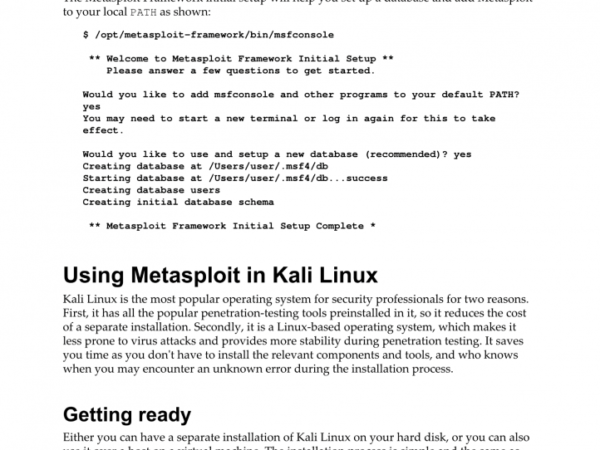 The Metasploit Framework initial setup will help you set up a database and add Metasploit
to your local PATH as shown:
$ /opt/metasploit-framework/bin/msfconsole
** Welcome to Metasploit Framework Initial Setup **
Please answer a few questions to get started.
Would you like to add msfconsole and other programs to your default PATH?
yes
You may need to start a new terminal or log in again for this to take
effect.
Would you like to use and setup a new database (recommended)? yes
Creating database at /Users/user/.msf4/db
Starting database at /Users/user/.msf4/db...success
Creating database users
Creating initial database schema
** Metasploit Framework Initial Setup Complete *
Using Metasploit in Kali Linux
Kali Linux is the most popular operating system for security professionals for two reasons.
First, it has all the popular penetration-testing tools preinstalled in it, so it reduces the cost
of a separate installation. Secondly, it is a Linux-based operating system, which makes it
less prone to virus attacks and provides more stability during penetration testing. It saves
you time as you don't have to install the relevant components and tools, and who knows
when you may encounter an unknown error during the installation process.
Getting ready
Either you can have a separate installation of Kali Linux on your hard disk, or you can also
use it over a host on a virtual machine. The installation process is simple and the same as